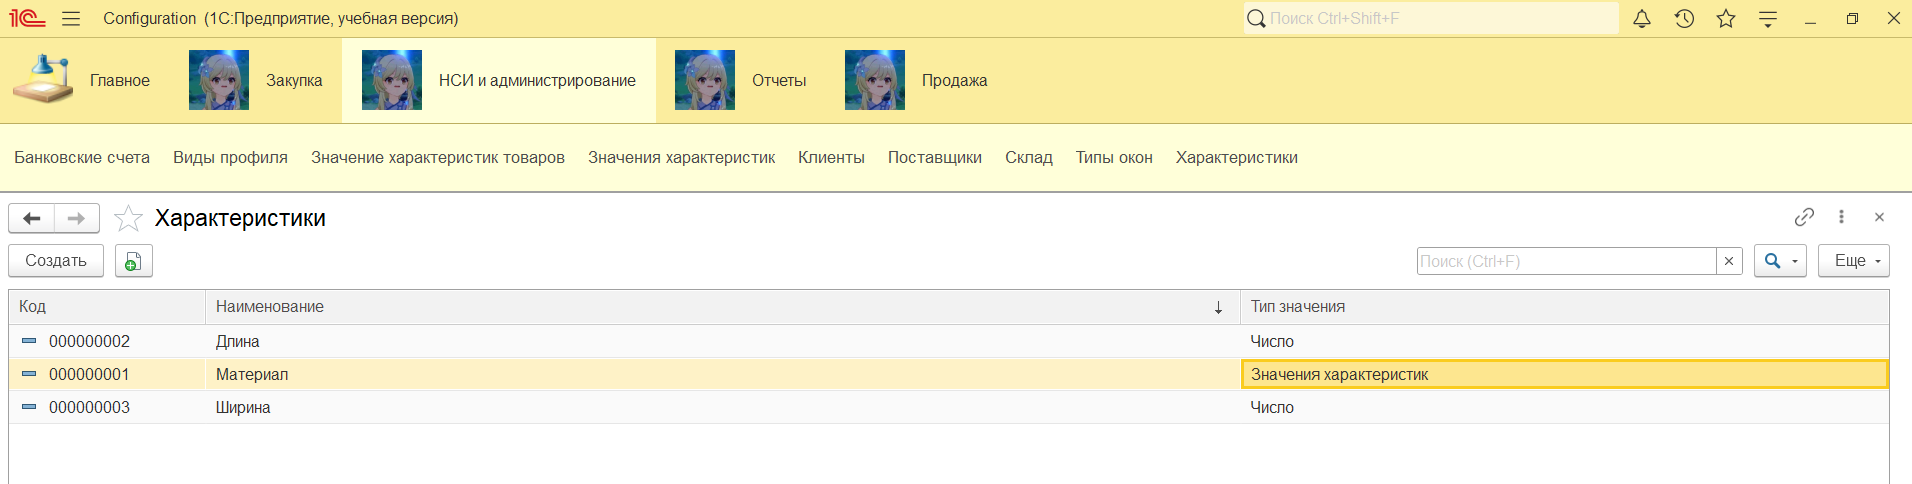 1С Configuration (1С:Предприятие, учебная версия) Поиск Ctrl+Shift+F
Главное Закупка НСИ и администрирование Отчеты Продажа
Банковские счета Виды профиля Значение характеристик товаров Значения характеристик Клиенты Поставщики Склад Типы окон Характеристики
Характеристики
Создать Поиск (Ctrl+F) Еще
Код Наименование Тип значения
000000002 Длина Число
000000001 Материал Значения характеристик
000000003 Ширина Число